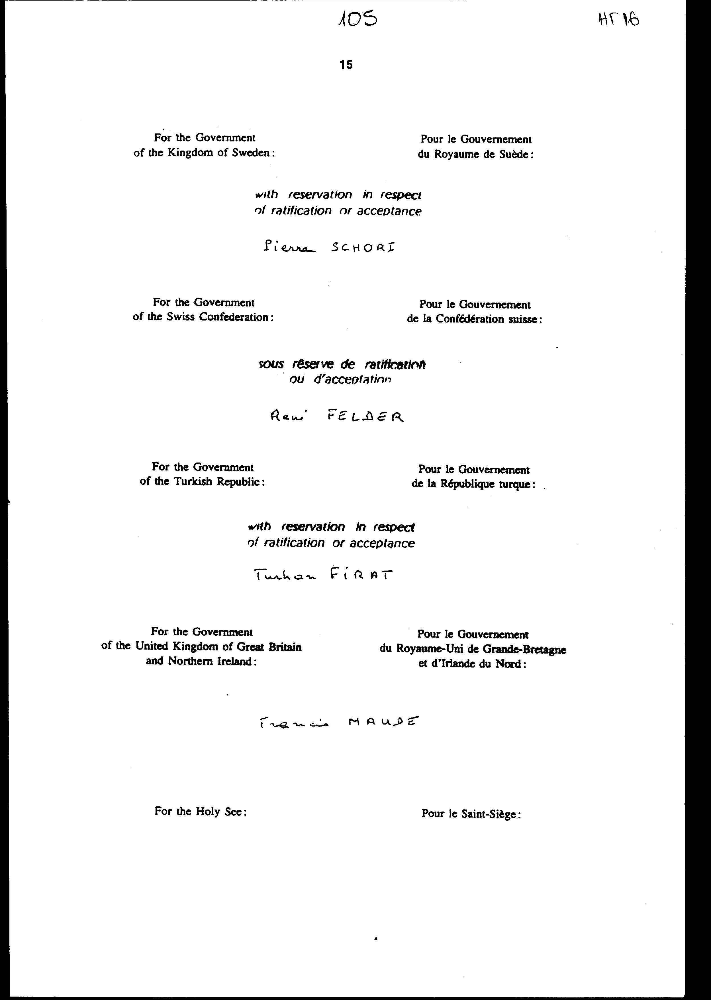 105
HΓ16
15
For the Government
of the Kingdom of Sweden:
Pour le Gouvernement
du Royaume de Suède:
with reservation in respect
of ratification or acceptance
Pierre SCHORI
For the Government
of the Swiss Confederation:
Pour le Gouvernement
de la Confédération suisse:
sous réserve de ratification
ou d'acceptation
René FELDER
For the Government
of the Turkish Republic:
Pour le Gouvernement
de la République turque:
with reservation in respect
of ratification or acceptance
Turhan FiRAT
For the Government
of the United Kingdom of Great Britain
and Northern Ireland:
Pour le Gouvernement
du Royaume-Uni de Grande-Bretagne
et d'Irlande du Nord:
Francis MAUDE
For the Holy See:
Pour le Saint-Siège: